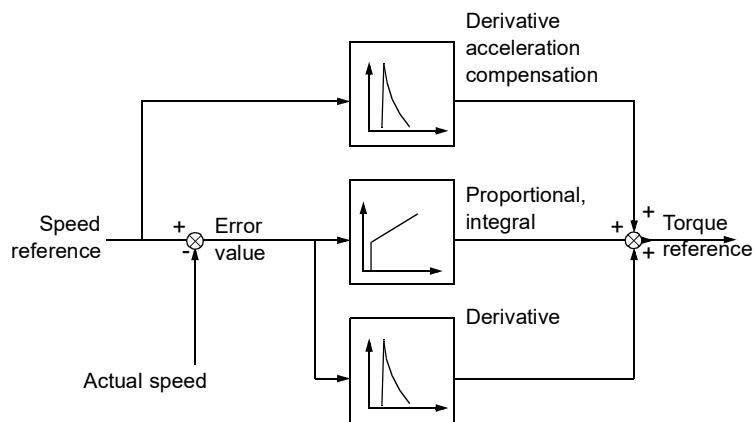 Derivative
acceleration
compensation
Proportional,
integral
Speed
reference
+
-
Error
value
+
+
+
Torque
reference
Derivative
Actual speed